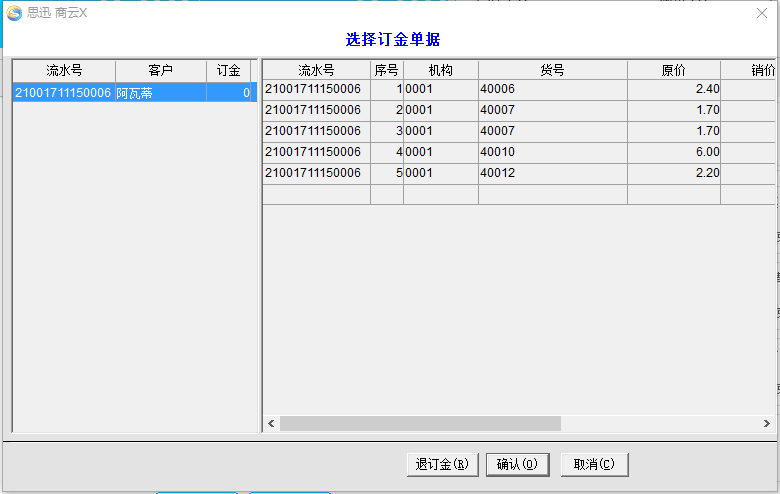 思迅 商云X
选择订金单据
流水号 客户 订金
21001711150006 阿瓦蒂 0
流水号 序号 机构 货号 原价 销价
21001711150006 1 0001 40006 2.40
21001711150006 2 0001 40007 1.70
21001711150006 3 0001 40007 1.70
21001711150006 4 0001 40010 6.00
21001711150006 5 0001 40012 2.20
退订金(R) 确认(O) 取消(C)